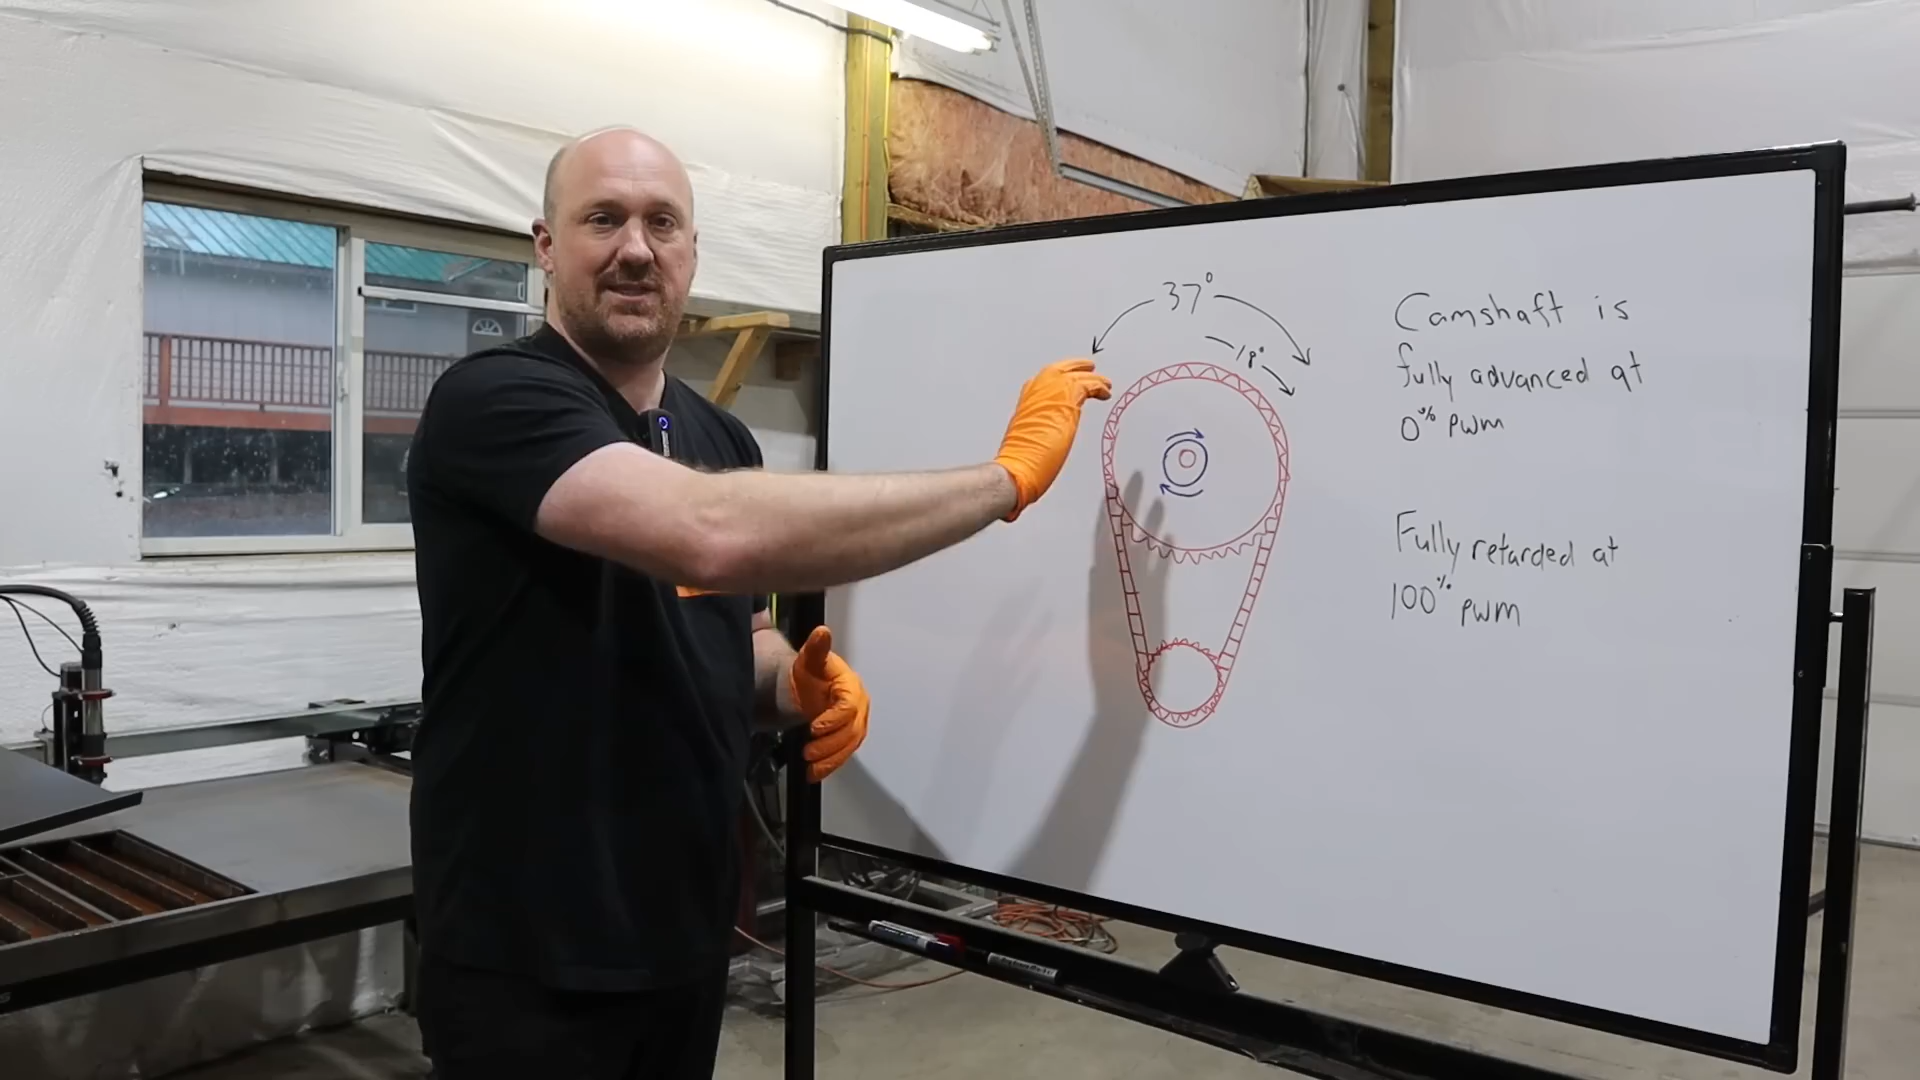 37°
18°
Camshaft is
fully advanced at
0% pwm
Fully retarded at
100% pwm